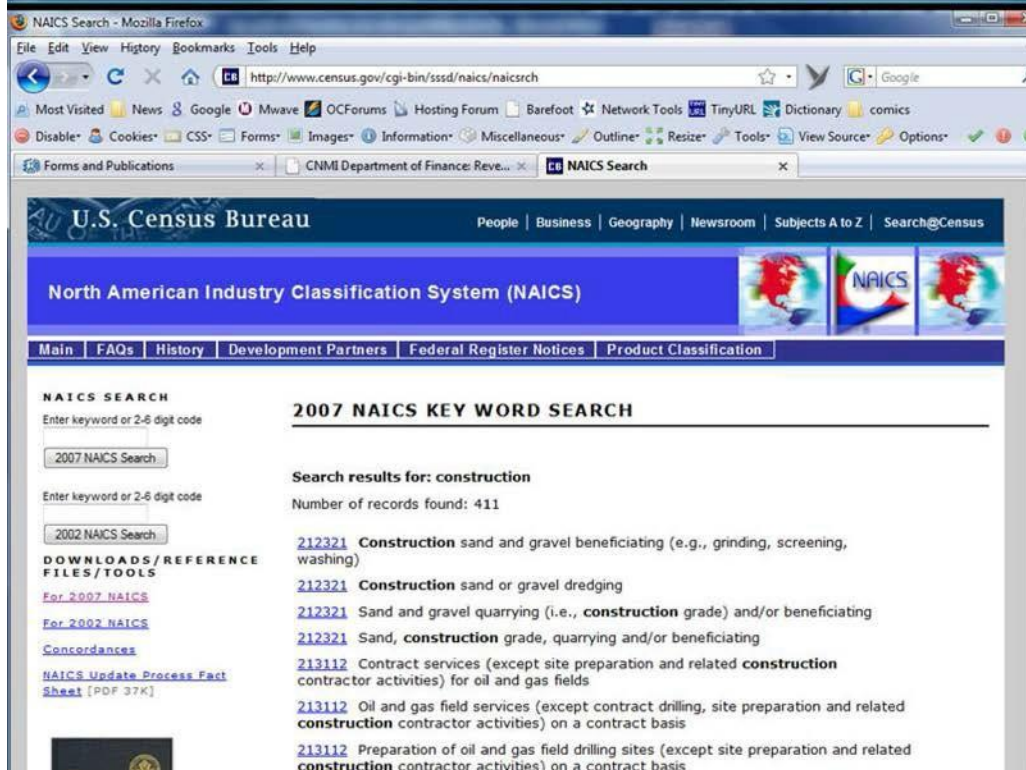 NAICS Search - Mozilla Firefox
File Edit View History Bookmarks Tools Help
CB http://www.census.gov/cgi-bin/sssd/naics/naicsrch
G Google
Most Visited News Google Mwave OCForums Hosting Forum Barefoot Network Tools TinyURL Dictionary comics
Disable Cookies CSS Forms Images Information Miscellaneous Outline Resize Tools View Source Options
Forms and Publications CNMI Department of Finance: Reve... CB NAICS Search
U.S. Census Bureau
People | Business | Geography | Newsroom | Subjects A to Z | Search@Census
North American Industry Classification System (NAICS)
NAICS
Main | FAQs | History | Development Partners | Federal Register Notices | Product Classification
NAICS SEARCH
Enter keyword or 2-6 digit code
2007 NAICS Search
Enter keyword or 2-6 digit code
2002 NAICS Search
DOWNLOADS/REFERENCE
FILES/TOOLS
For 2007 NAICS
For 2002 NAICS
Concordances
NAICS Update Process Fact
Sheet [PDF 37K]
2007 NAICS KEY WORD SEARCH
Search results for: construction
Number of records found: 411
212321 Construction sand and gravel beneficiating (e.g., grinding, screening,
washing)
212321 Construction sand or gravel dredging
212321 Sand and gravel quarrying (i.e., construction grade) and/or beneficiating
212321 Sand, construction grade, quarrying and/or beneficiating
213112 Contract services (except site preparation and related construction
contractor activities) for oil and gas fields
213112 Oil and gas field services (except contract drilling, site preparation and related
construction contractor activities) on a contract basis
213112 Preparation of oil and gas field drilling sites (except site preparation and related
construction contractor activities) on a contract basis